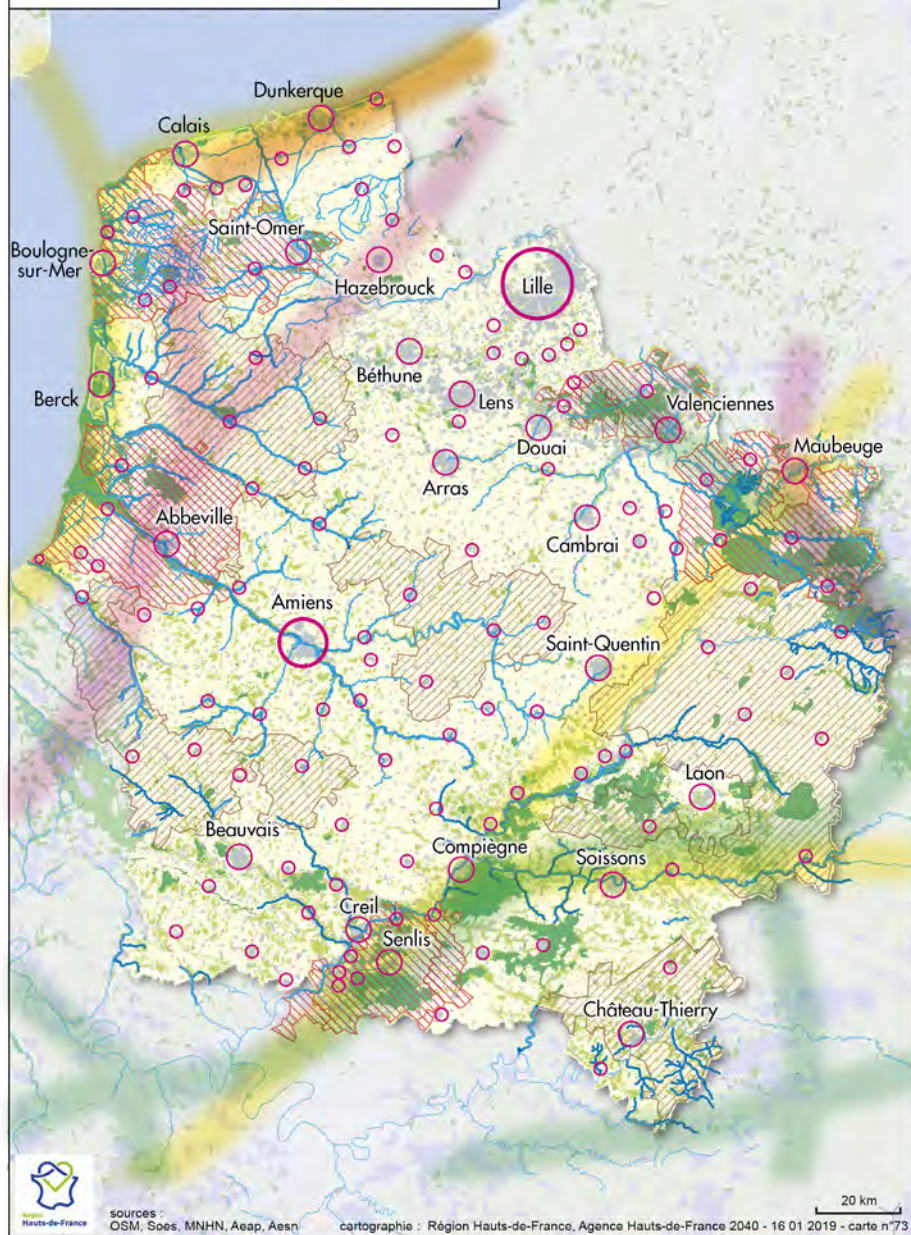 Dunkerque
Calais
Saint-Omer
Boulogne-
sur-Mer
Hazebrouck
Lille
Béthune
Berck
Lens
Valenciennes
Douai
Maubeuge
Arras
Abbeville
Cambrai
Amiens
Saint-Quentin
Laon
Beauvais
Compiègne
Soissons
Creil
Senlis
Château-Thierry
20 km
Région
Hauts-de-France
sources :
OSM, Soes, MNHN, Aeap, Aesn
cartographie : Région Hauts-de-France, Agence Hauts-de-France 2040 - 16 01 2019 - carte n°73